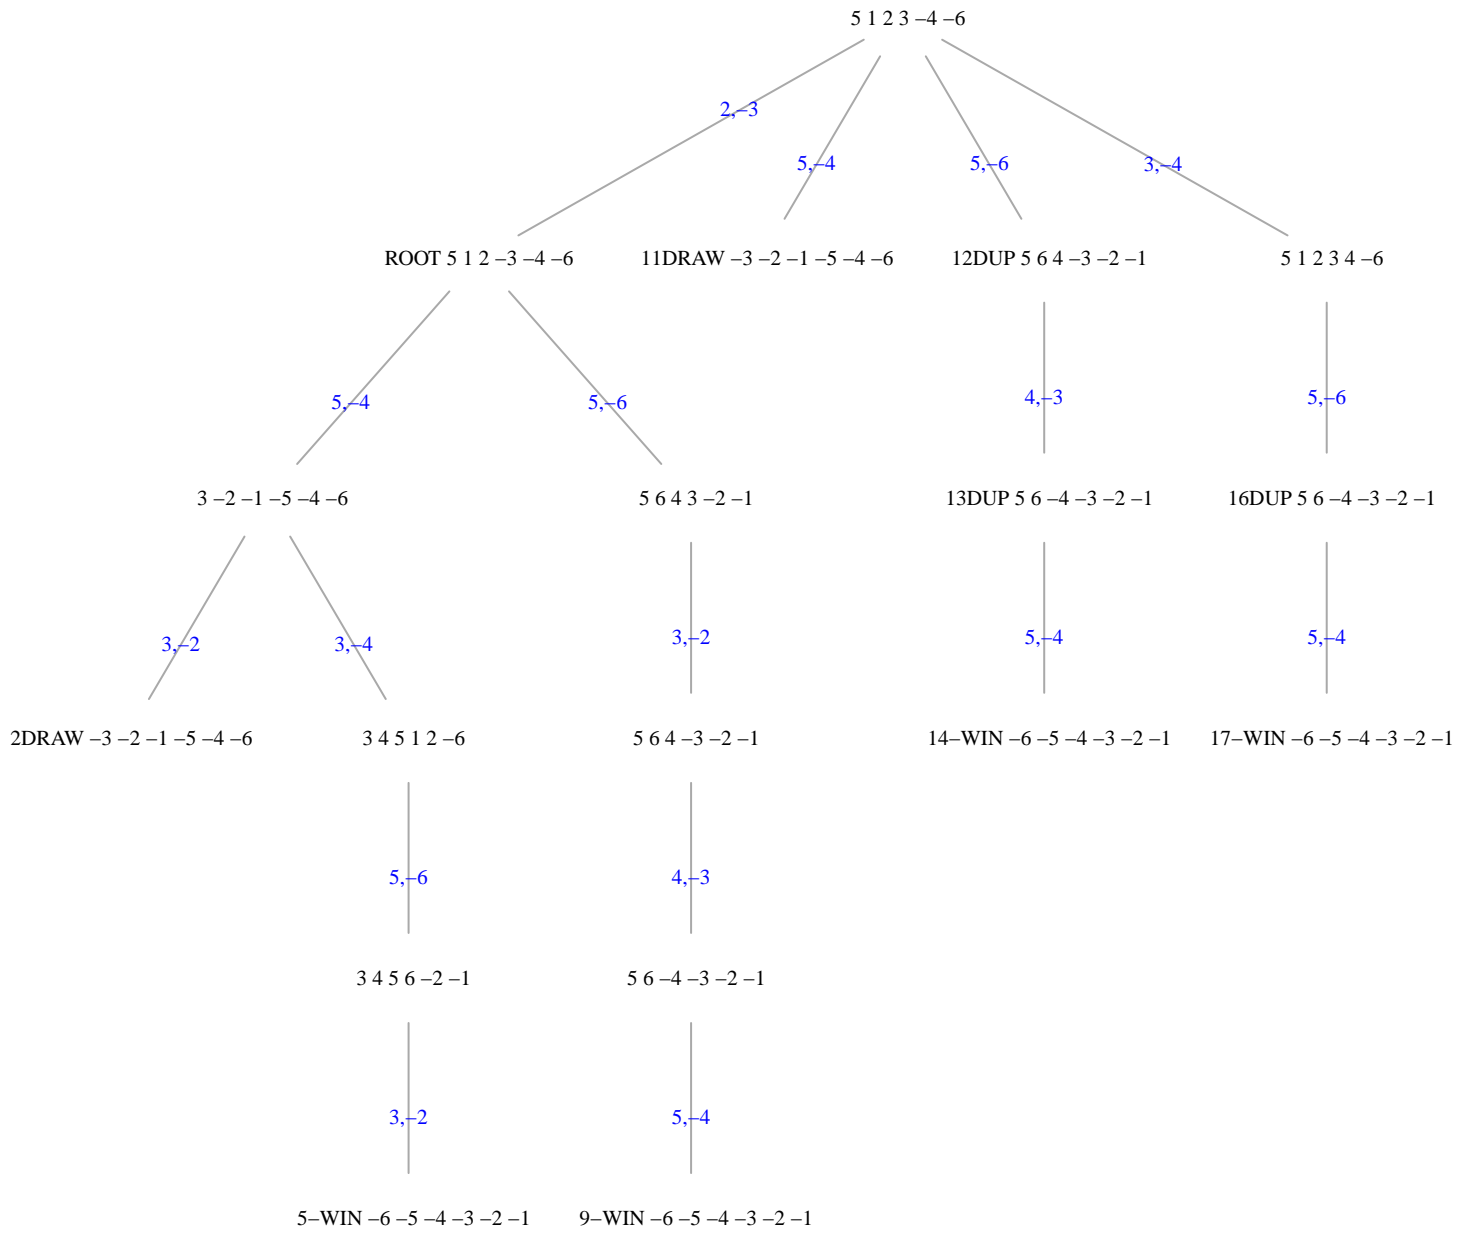 5 1 2 3 –4 –6
2,–3
5,–4
5,–6
3,–4
ROOT 5 1 2 –3 –4 –6
11DRAW –3 –2 –1 –5 –4 –6
12DUP 5 6 4 –3 –2 –1
5 1 2 3 4 –6
5,–4
5,–6
4,–3
5,–6
3 –2 –1 –5 –4 –6
5 6 4 3 –2 –1
13DUP 5 6 –4 –3 –2 –1
16DUP 5 6 –4 –3 –2 –1
3,–2
3,–4
3,–2
5,–4
5,–4
2DRAW –3 –2 –1 –5 –4 –6
3 4 5 1 2 –6
5 6 4 –3 –2 –1
14–WIN –6 –5 –4 –3 –2 –1
17–WIN –6 –5 –4 –3 –2 –1
5,–6
4,–3
3 4 5 6 –2 –1
5 6 –4 –3 –2 –1
3,–2
5,–4
5–WIN –6 –5 –4 –3 –2 –1
9–WIN –6 –5 –4 –3 –2 –1